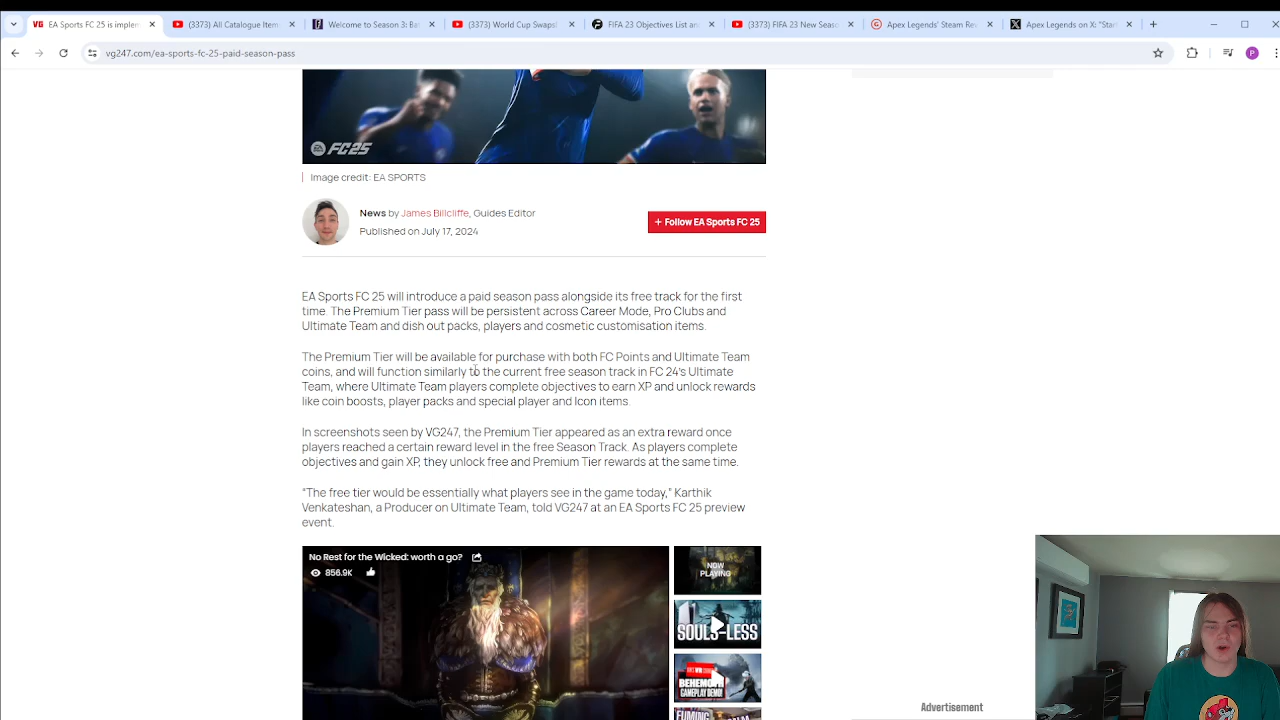 EA Sports FC 25 is implem
(3373) All Catalogue Item
Welcome to Season 3: Bat
(3373) World Cup Swaps
FIFA 23 Objectives List an
(3373) FIFA 23 New Seaso
Apex Legends' Steam Rev
Apex Legends on X: "Start
vg247.com/ea-sports-fc-25-paid-season-pass
P
EA SPORTS FC25
Image credit: EA SPORTS
News by James Billcliffe, Guides Editor
Published on July 17, 2024
+ Follow EA Sports FC 25
EA Sports FC 25 will introduce a paid season pass alongside its free track for the first
time. The Premium Tier pass will be persistent across Career Mode, Pro Clubs and
Ultimate Team and dish out packs, players and cosmetic customisation items.
The Premium Tier will be available for purchase with both FC Points and Ultimate Team
coins, and will function similarly to the current free season track in FC 24's Ultimate
Team, where Ultimate Team players complete objectives to earn XP and unlock rewards
like coin boosts, player packs and special player and Icon items.
In screenshots seen by VG247, the Premium Tier appeared as an extra reward once
players reached a certain reward level in the free Season Track. As players complete
objectives and gain XP, they unlock free and Premium Tier rewards at the same time.
“The free tier would be essentially what players see in the game today,” Karthik
Venkateshan, a Producer on Ultimate Team, told VG247 at an EA Sports FC 25 preview
event.
No Rest for the Wicked: worth a go?
856.9K
NOW
PLAYING
SOULS-LESS
BEHEMOTH
GAMEPLAY DEMO!
Advertisement